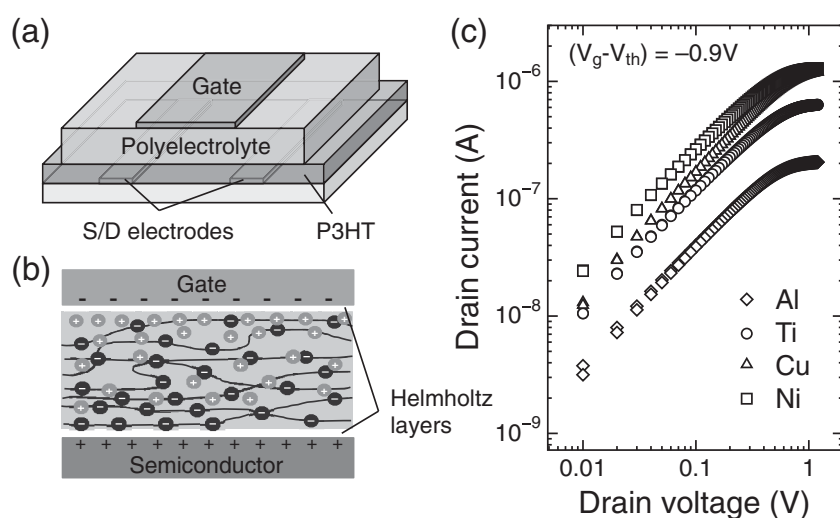 (a)
Gate
Polyelectrolyte
S/D electrodes
P3HT
(b)
Gate
- - - - - - - - -
Helmholtz
layers
+ + + + + + + + + +
Semiconductor
(c)
(Vg-Vth) = −0.9V
Drain current (A)
10⁻⁶
10⁻⁷
10⁻⁸
10⁻⁹
Al
Ti
Cu
Ni
0.01
0.1
1
Drain voltage (V)